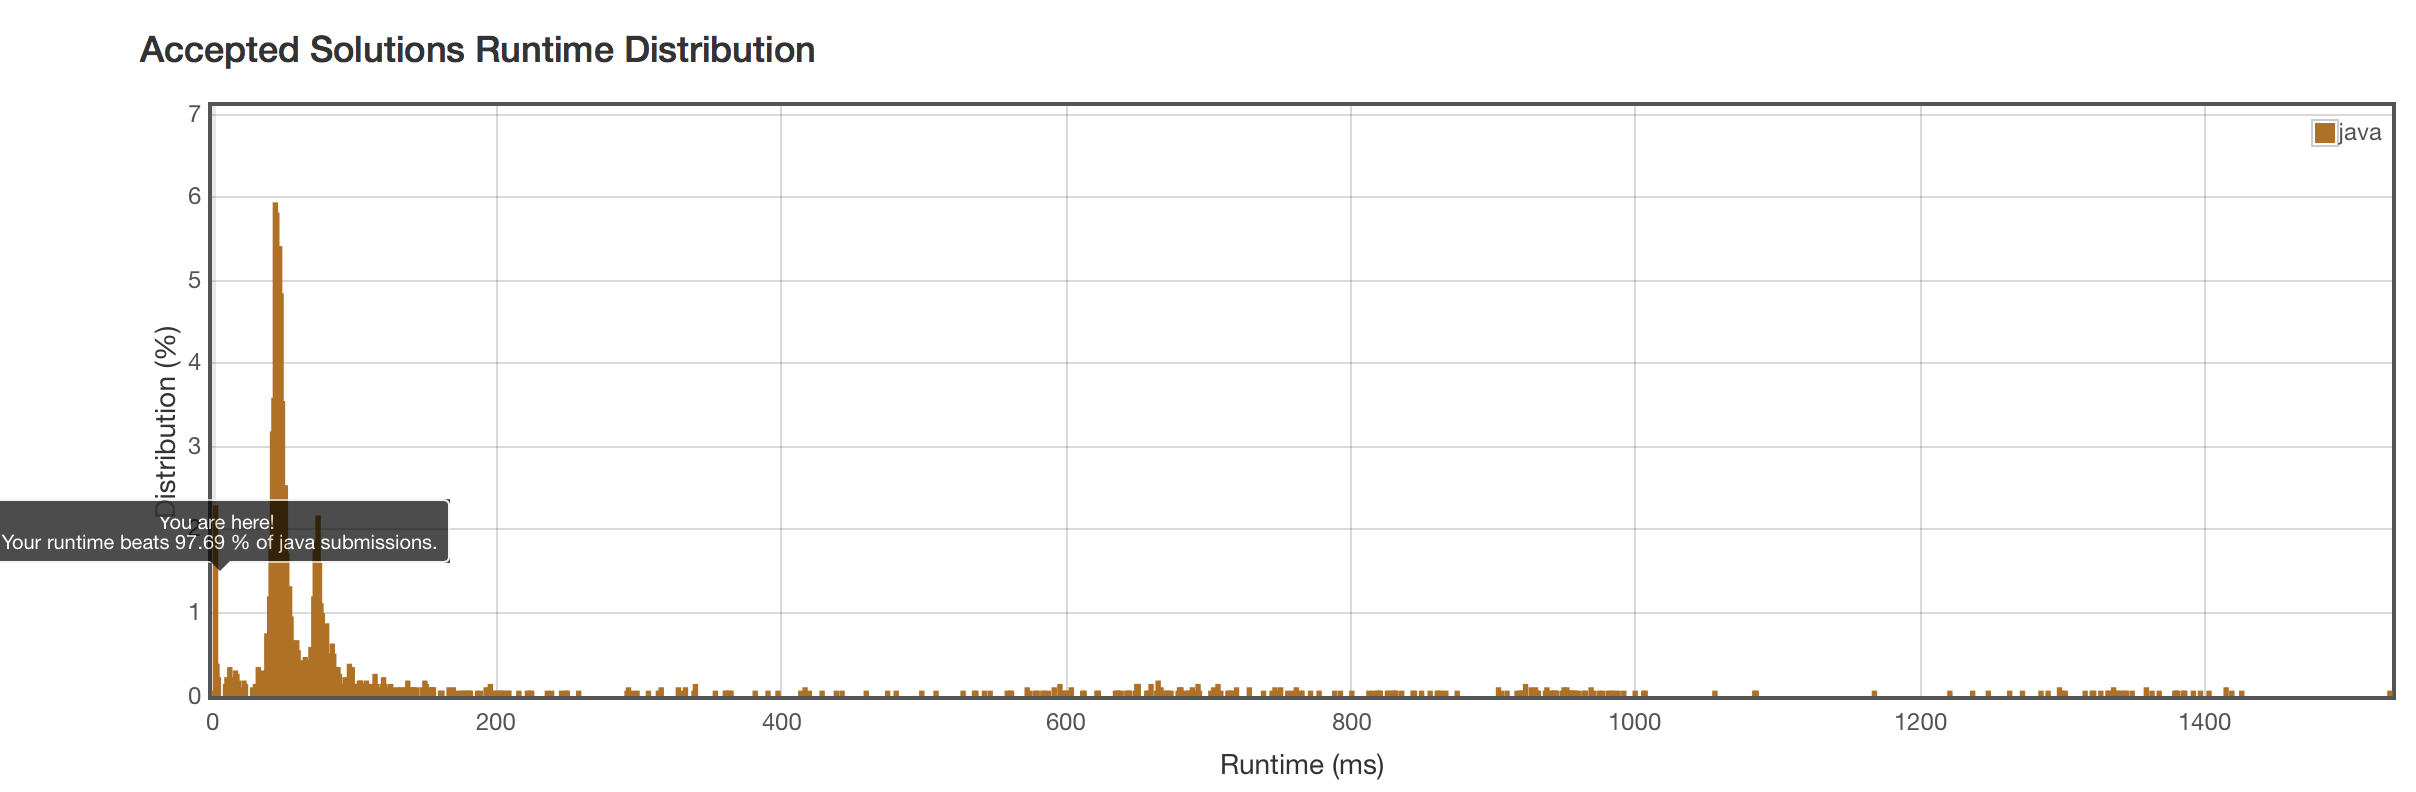 Accepted Solutions Runtime Distribution
java
7
6
5
4
3
2
1
0
Distribution (%)
You are here!
Your runtime beats 97.69 % of java submissions.
0 200 400 600 800 1000 1200 1400
Runtime (ms)